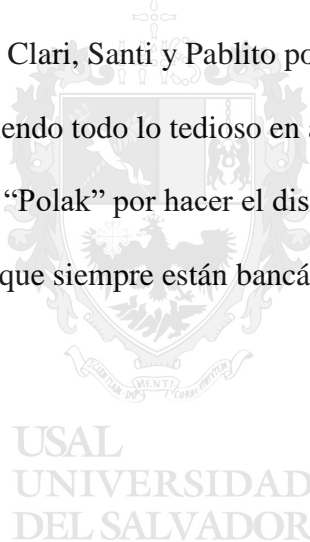 Clari, Santi y Pablito po
endo todo lo tedioso en a
“Polak” por hacer el dis
que siempre están bancá
USAL
UNIVERSIDAD
DEL SALVADOR